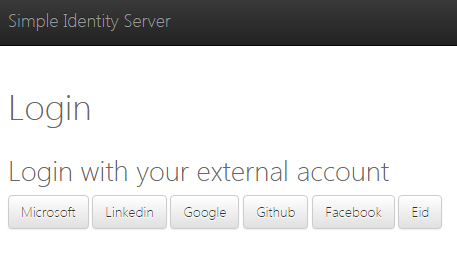 Simple Identity Server
Login
Login with your external account
Microsoft Linkedin Google Github Facebook Eid